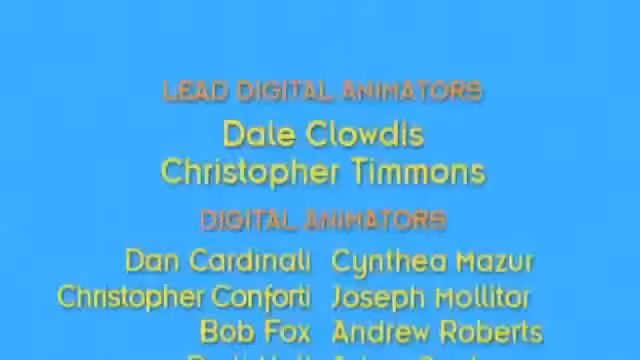 LEAD DIGITAL ANIMATORS
Dale Clowdis
Christopher Timmons
DIGITAL ANIMATORS
Dan Cardinali Cynthea Mazur
Christopher Conforti Joseph Mollitor
Bob Fox Andrew Roberts